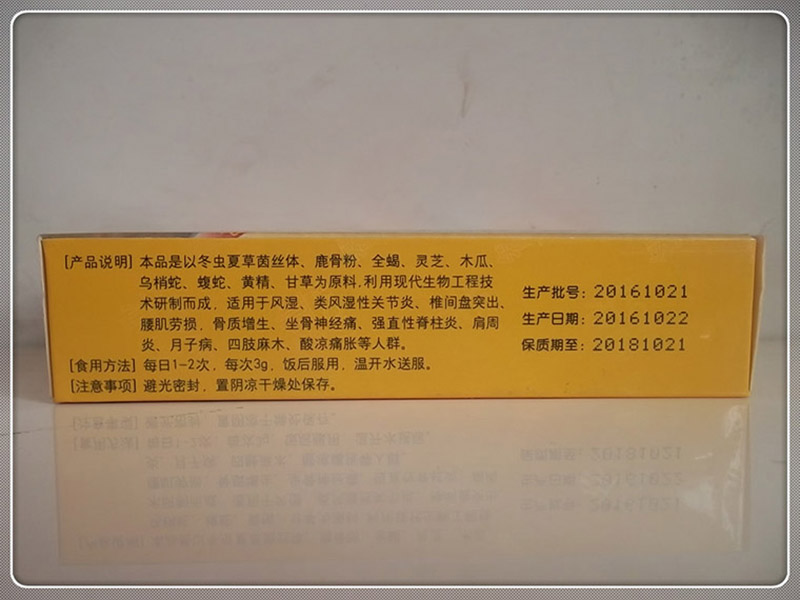 [产品说明] 本品是以冬虫夏草菌丝体、鹿骨粉、全蝎、灵芝、木瓜、
乌梢蛇、蝮蛇、黄精、甘草为原料,利用现代生物工程技
术研制而成，适用于风湿、类风湿性关节炎、椎间盘突出、
腰肌劳损，骨质增生、坐骨神经痛、强直性脊柱炎、肩周
炎、月子病、四肢麻木、酸凉痛胀等人群。
[食用方法] 每日1-2次，每次3g，饭后服用，温开水送服。
[注意事项] 避光密封，置阴凉干燥处保存。
生产批号：20161021
生产日期：20161022
保质期至：20181021